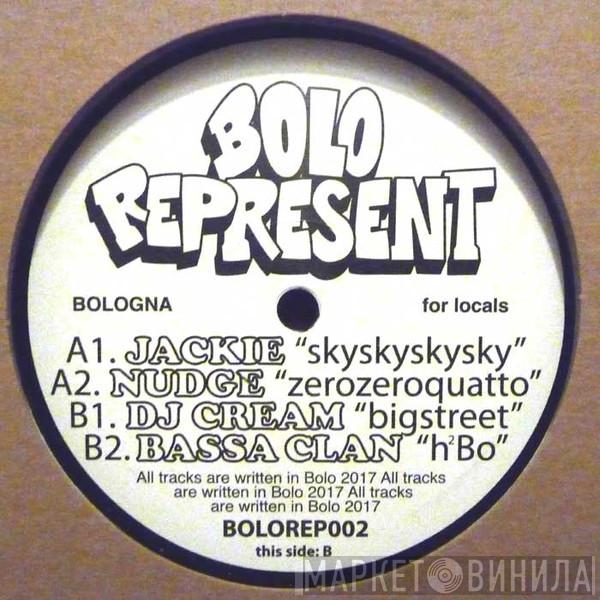 BOLO
REPRESENT
BOLOGNA for locals
A1. JACKIE “skyskyskysky”
A2. NUDGE “zerozeroquatto”
B1. DJ CREAM “bigstreet”
B2. BASSA CLAN “h²Bo”
All tracks are written in Bolo 2017 All tracks
are written in Bolo 2017 All tracks
are written in Bolo 2017
BOLOREP002
this side: B
МАРКЕТ ВИНИЛА